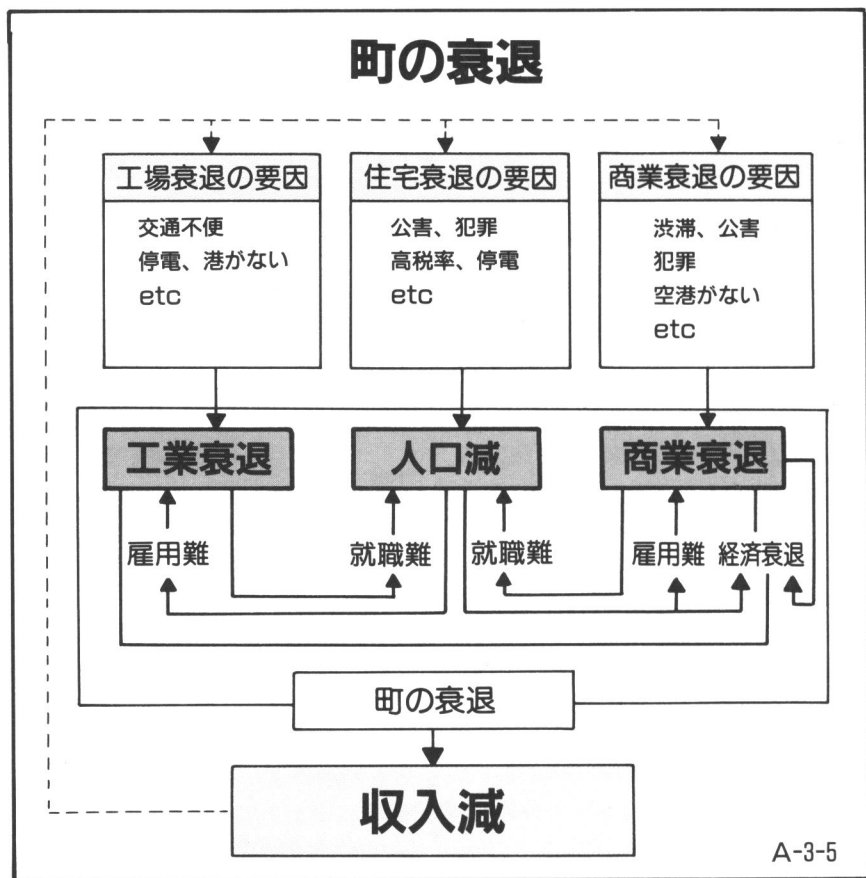 町の衰退
工場衰退の要因
交通不便
停電、港がない
etc
住宅衰退の要因
公害、犯罪
高税率、停電
etc
商業衰退の要因
渋滞、公害
犯罪
空港がない
etc
工業衰退
人口減
商業衰退
雇用難
就職難
就職難
雇用難
経済衰退
町の衰退
収入減
A-3-5